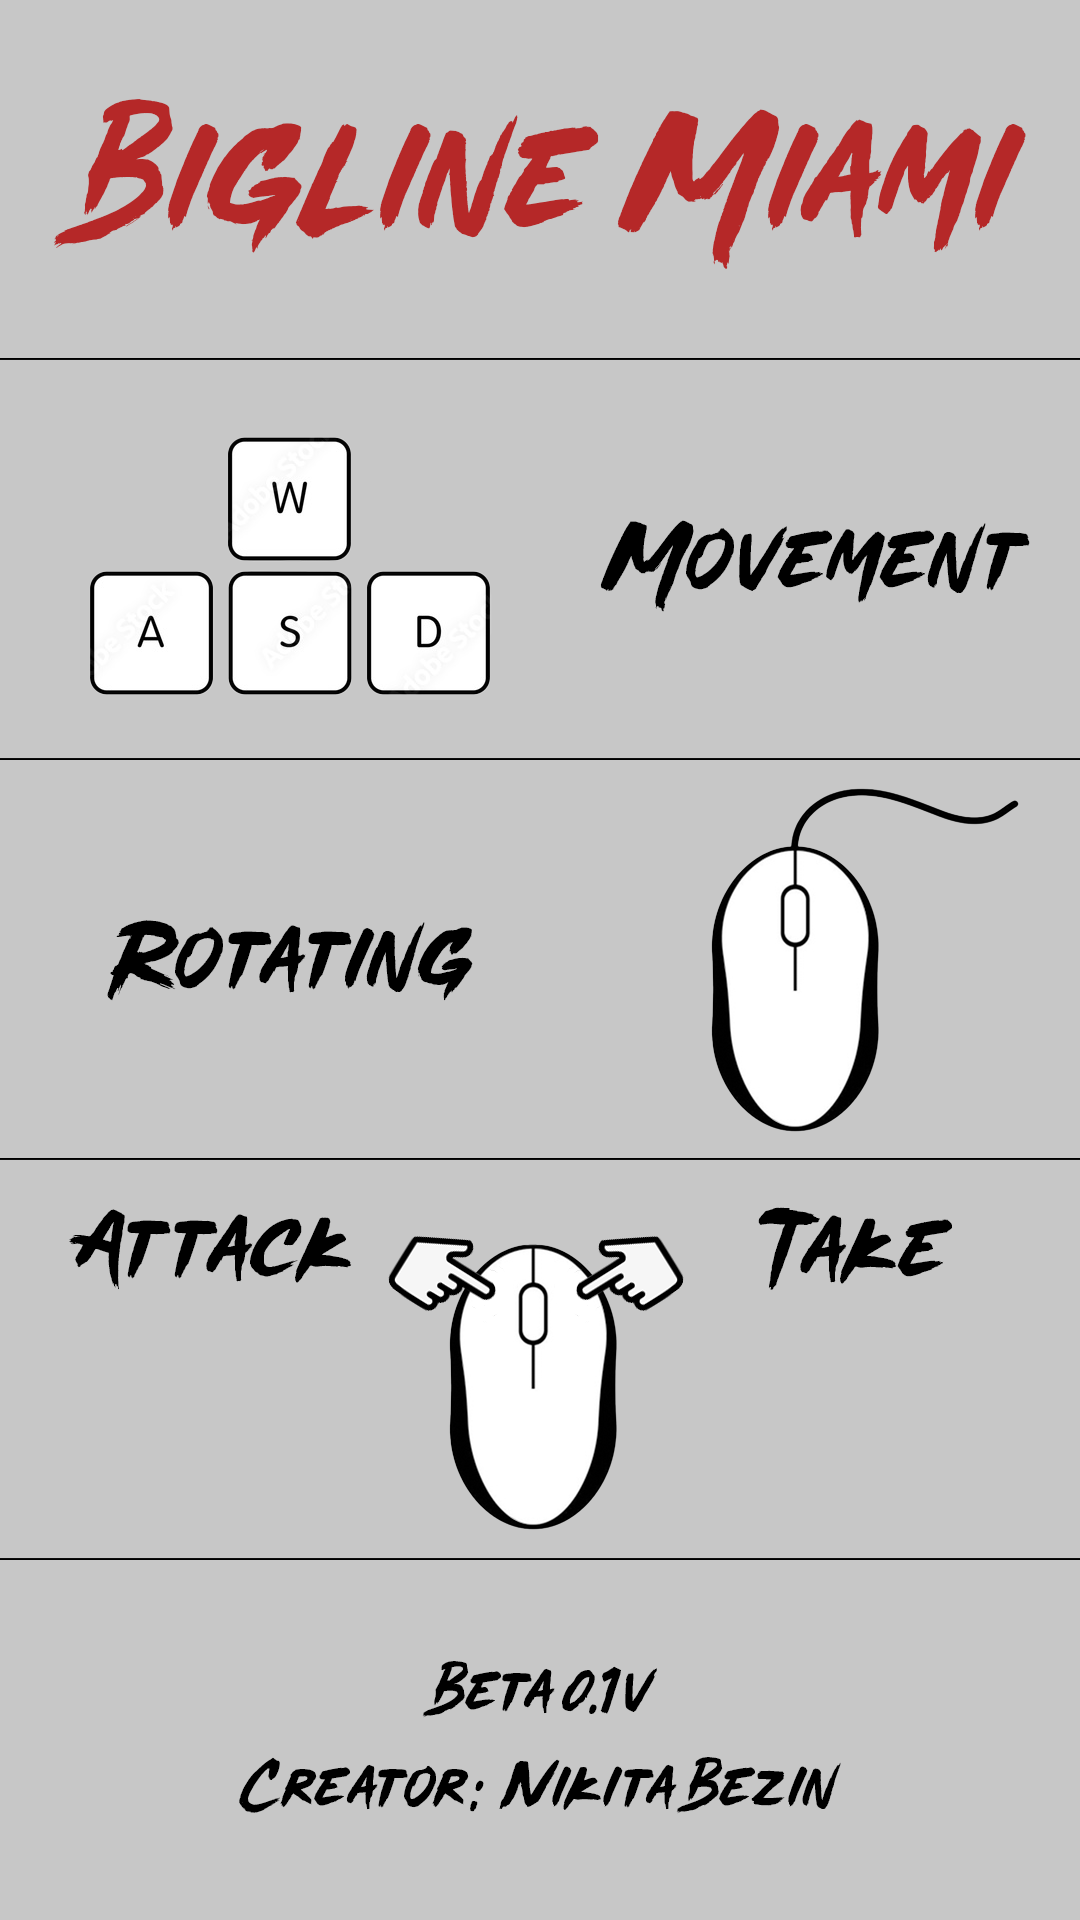 BIGLINE MIAMI
W
A S D
MOVEMENT
ROTATING
ATTACK
TAKE
BETA 0.1V
CREATOR: NIKITA BEZIN